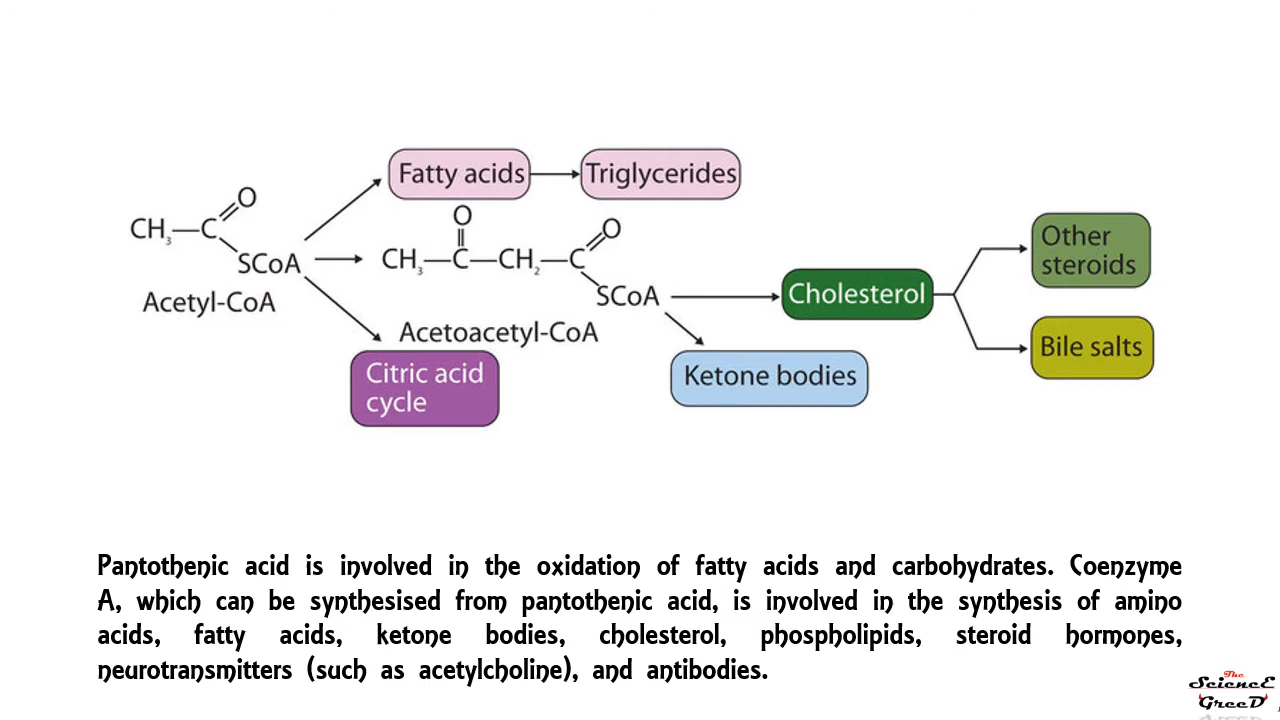 Fatty acids
Triglycerides
O
CH₃—C
SCoA
Acetyl-CoA
O
O
CH₃—C—CH₂—C
SCoA
Acetoacetyl-CoA
Citric acid
cycle
Cholesterol
Ketone bodies
Other
steroids
Bile salts
Pantothenic acid is involved in the oxidation of fatty acids and carbohydrates. Coenzyme
A, which can be synthesised from pantothenic acid, is involved in the synthesis of amino
acids, fatty acids, ketone bodies, cholesterol, phospholipids, steroid hormones,
neurotransmitters (such as acetylcholine), and antibodies.
The
SciencE
GreeD